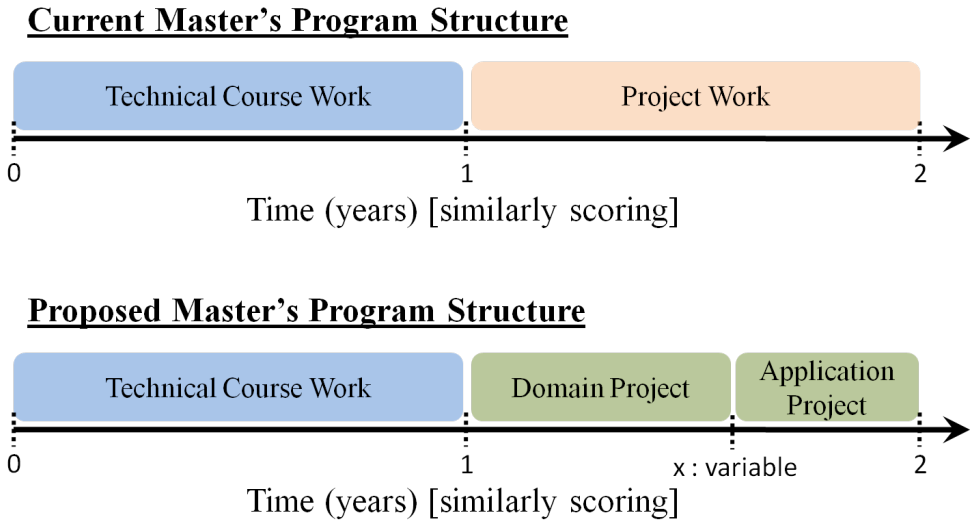 Current Master's Program Structure
Technical Course Work
Project Work
0
1
2
Time (years) [similarly scoring]
Proposed Master's Program Structure
Technical Course Work
Domain Project
Application
Project
0
1
x : variable
2
Time (years) [similarly scoring]